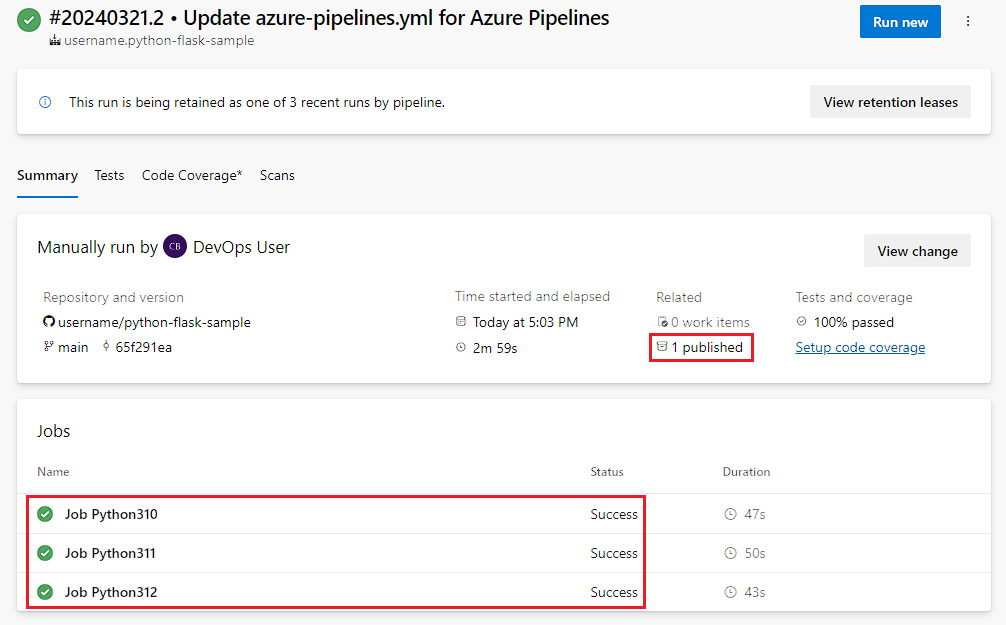 #20240321.2 • Update azure-pipelines.yml for Azure Pipelines
username.python-flask-sample
Run new
This run is being retained as one of 3 recent runs by pipeline.
View retention leases
Summary Tests Code Coverage* Scans
Manually run by CB DevOps User
View change
Repository and version Time started and elapsed Related Tests and coverage
username/python-flask-sample Today at 5:03 PM 0 work items 100% passed
main 65f291ea 2m 59s 1 published Setup code coverage
Jobs
Name Status Duration
Job Python310 Success 47s
Job Python311 Success 50s
Job Python312 Success 43s